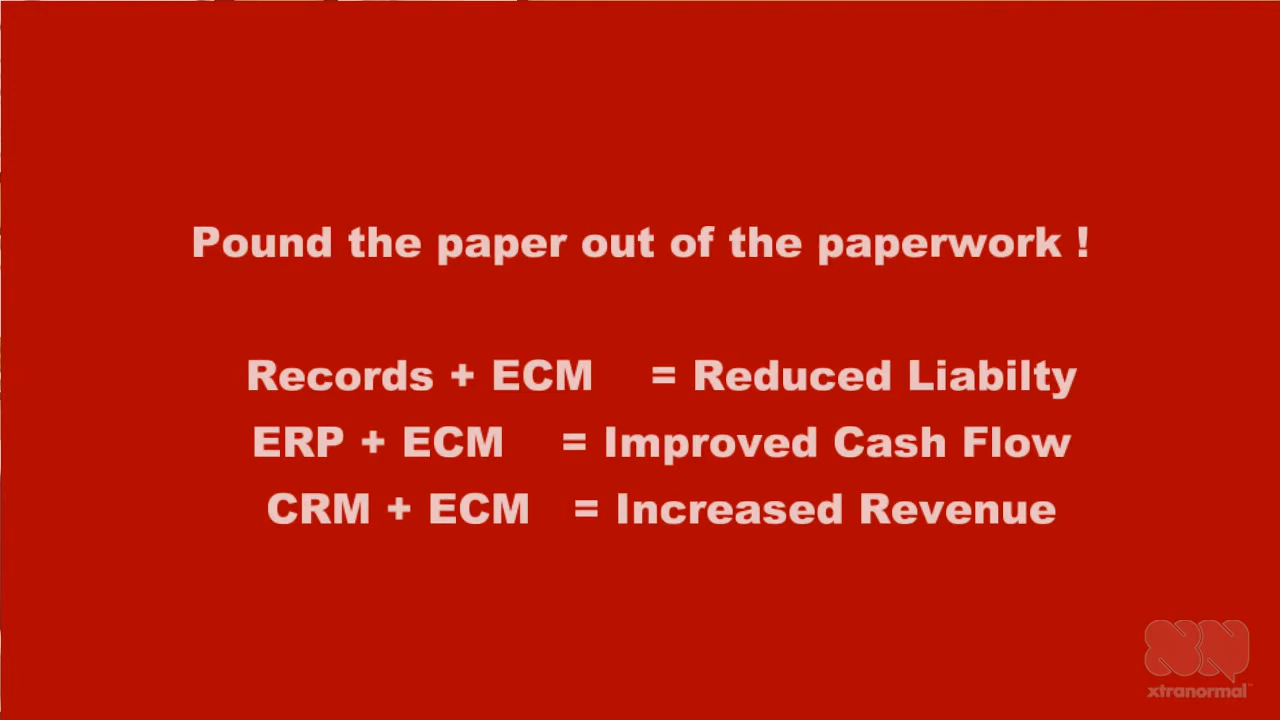 Pound the paper out of the paperwork !
Records + ECM = Reduced Liabilty
ERP + ECM = Improved Cash Flow
CRM + ECM = Increased Revenue
xtranormal™